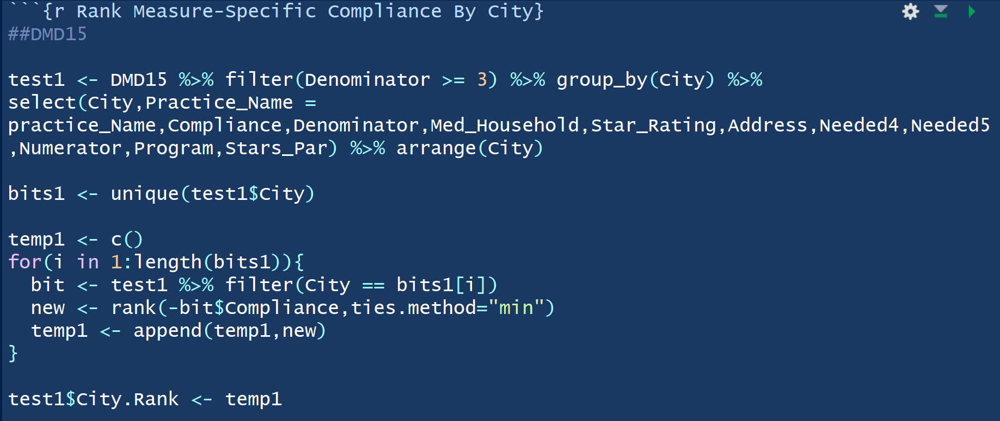 ```{r Rank Measure-Specific Compliance By City}
##DMD15
test1 <- DMD15 %>% filter(Denominator >= 3) %>% group_by(City) %>%
select(City,Practice_Name =
practice_Name,Compliance,Denominator,Med_Household,Star_Rating,Address,Needed4,Needed5
,Numerator,Program,Stars_Par) %>% arrange(City)
bits1 <- unique(test1$City)
temp1 <- c()
for(i in 1:length(bits1)){
  bit <- test1 %>% filter(City == bits1[i])
  new <- rank(-bit$Compliance,ties.method="min")
  temp1 <- append(temp1,new)
}
test1$City.Rank <- temp1